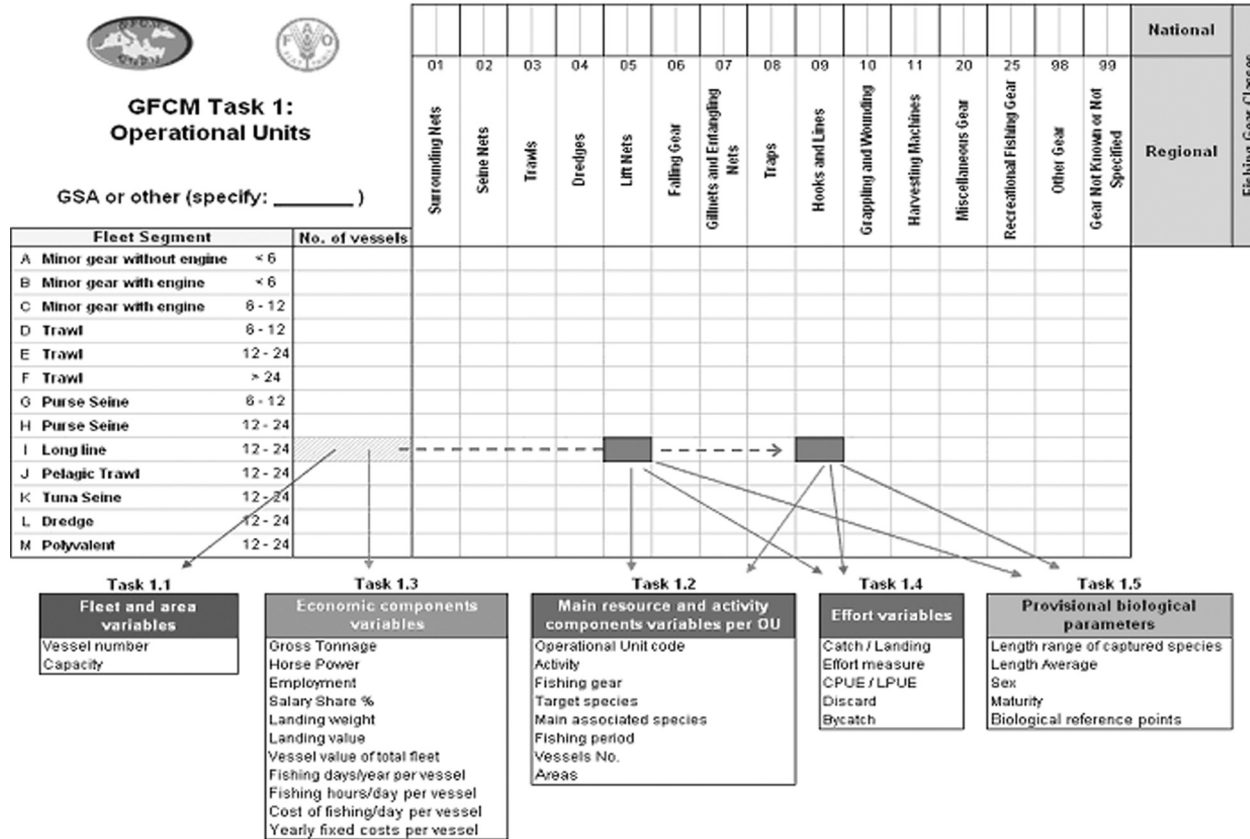 GFCM Task 1:
Operational Units
GSA or other (specify: _______ )
National
Regional
Fishing Gear Classes
01 02 03 04 05 06 07 08 09 10 11 20 25 98 99
Surrounding Nets
Seine Nets
Trawls
Dredges
Lift Nets
Falling Gear
Gillnets and Entangling
Nets
Traps
Hooks and Lines
Grappling and Wounding
Harvesting Machines
Miscellaneous Gear
Recreational Fishing Gear
Other Gear
Gear Not Known or Not
Specified
Fleet Segment No. of vessels
A Minor gear without engine < 6
B Minor gear with engine < 6
C Minor gear with engine 6 - 12
D Trawl 6 - 12
E Trawl 12 - 24
F Trawl > 24
G Purse Seine 6 - 12
H Purse Seine 12 - 24
I Long line 12 - 24
J Pelagic Trawl 12 - 24
K Tuna Seine 12 - 24
L Dredge 12 - 24
M Polyvalent 12 - 24
Task 1.1
Fleet and area
variables
Vessel number
Capacity
Task 1.3
Economic components
variables
Gross Tonnage
Horse Power
Employment
Salary Share %
Landing weight
Landing value
Vessel value of total fleet
Fishing days/year per vessel
Fishing hours/day per vessel
Cost of fishing/day per vessel
Yearly fixed costs per vessel
Task 1.2
Main resource and activity
components variables per OU
Operational Unit code
Activity
Fishing gear
Target species
Main associated species
Fishing period
Vessels No.
Areas
Task 1.4
Effort variables
Catch / Landing
Effort measure
CPUE / LPUE
Discard
Bycatch
Task 1.5
Provisional biological
parameters
Length range of captured species
Length Average
Sex
Maturity
Biological reference points